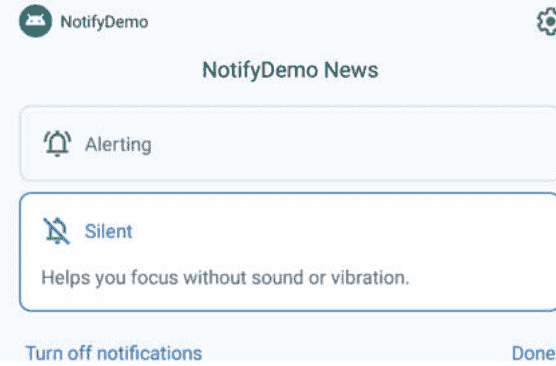 NotifyDemo
NotifyDemo News
Alerting
Silent
Helps you focus without sound or vibration.
Turn off notifications
Done